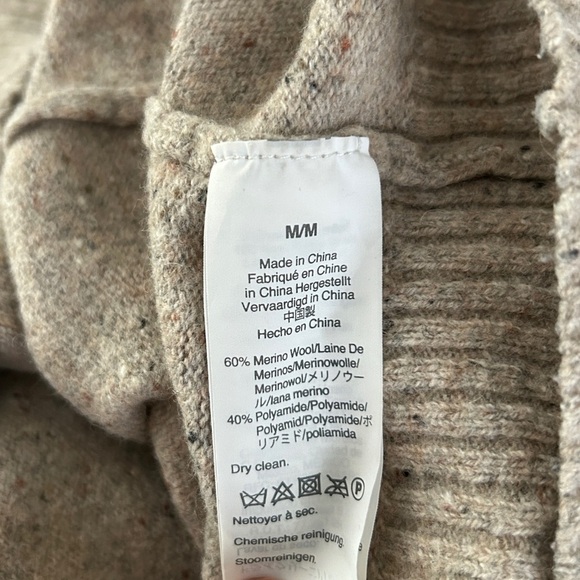 M/M
Made in China
Fabriqué en Chine
in China Hergestellt
Vervaardigd in China
中国製
Hecho en China
60% Merino Wool/Laine De
Merinos/Merinowolle/
Merinowol/メリノウー
ル/lana merino
40% Polyamide/Polyamide/
Polyamid/Polyamide/ポ
リアミド/poliamida
Dry clean.
P
Nettoyer à sec.
Chemische reinigung.
Stoomreinigen.